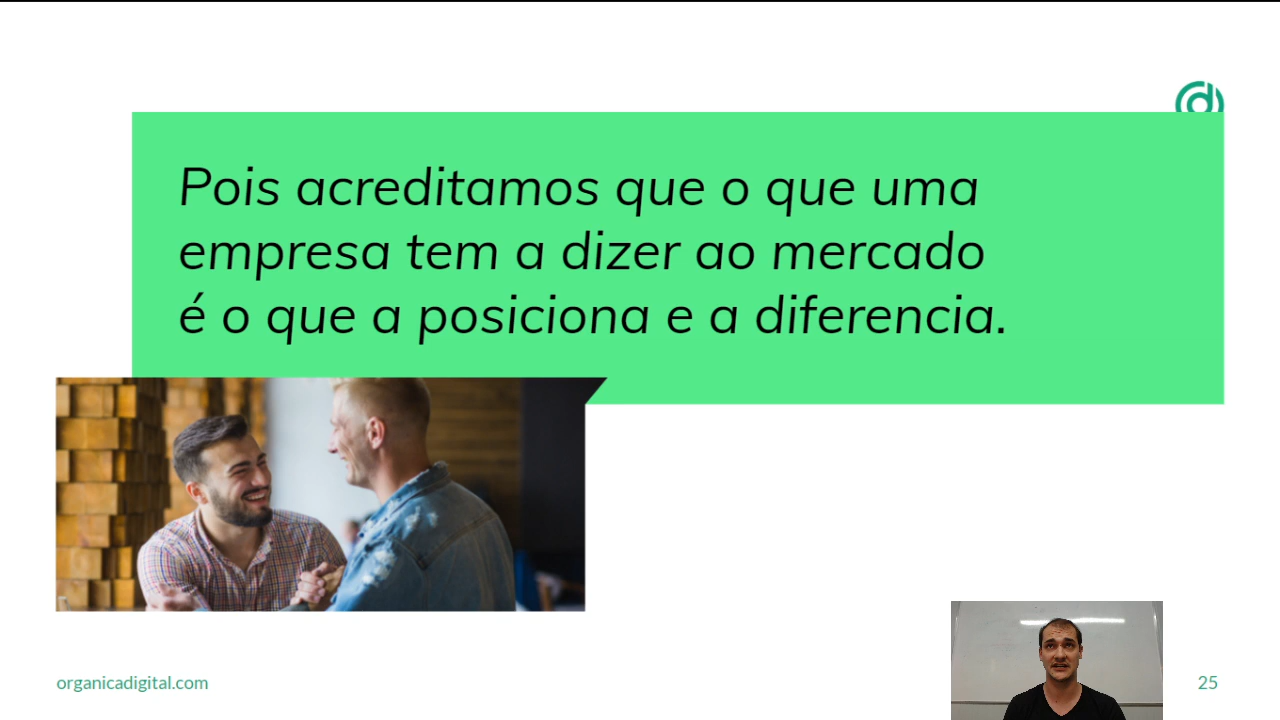 Pois acreditamos que o que uma
empresa tem a dizer ao mercado
é o que a posiciona e a diferencia.
organicadigital.com
25